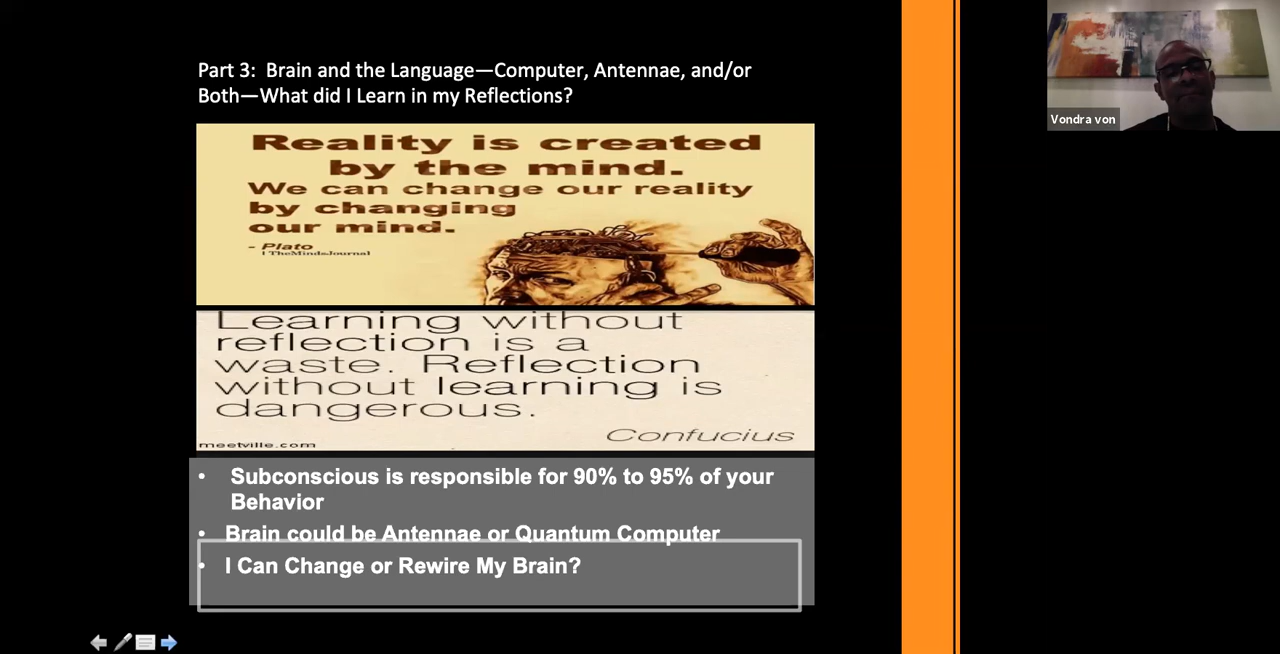 Part 3:  Brain and the Language—Computer, Antennae, and/or
Both—What did I Learn in my Reflections?
Reality is created
by the mind.
We can change our reality
by changing
our mind.
- Plato
| TheMindsJournal
Learning without
reflection is a
waste. Reflection
without learning is
dangerous.
Confucius
meetville.com
• Subconscious is responsible for 90% to 95% of your
Behavior
• Brain could be Antennae or Quantum Computer
• I Can Change or Rewire My Brain?
Vondra von